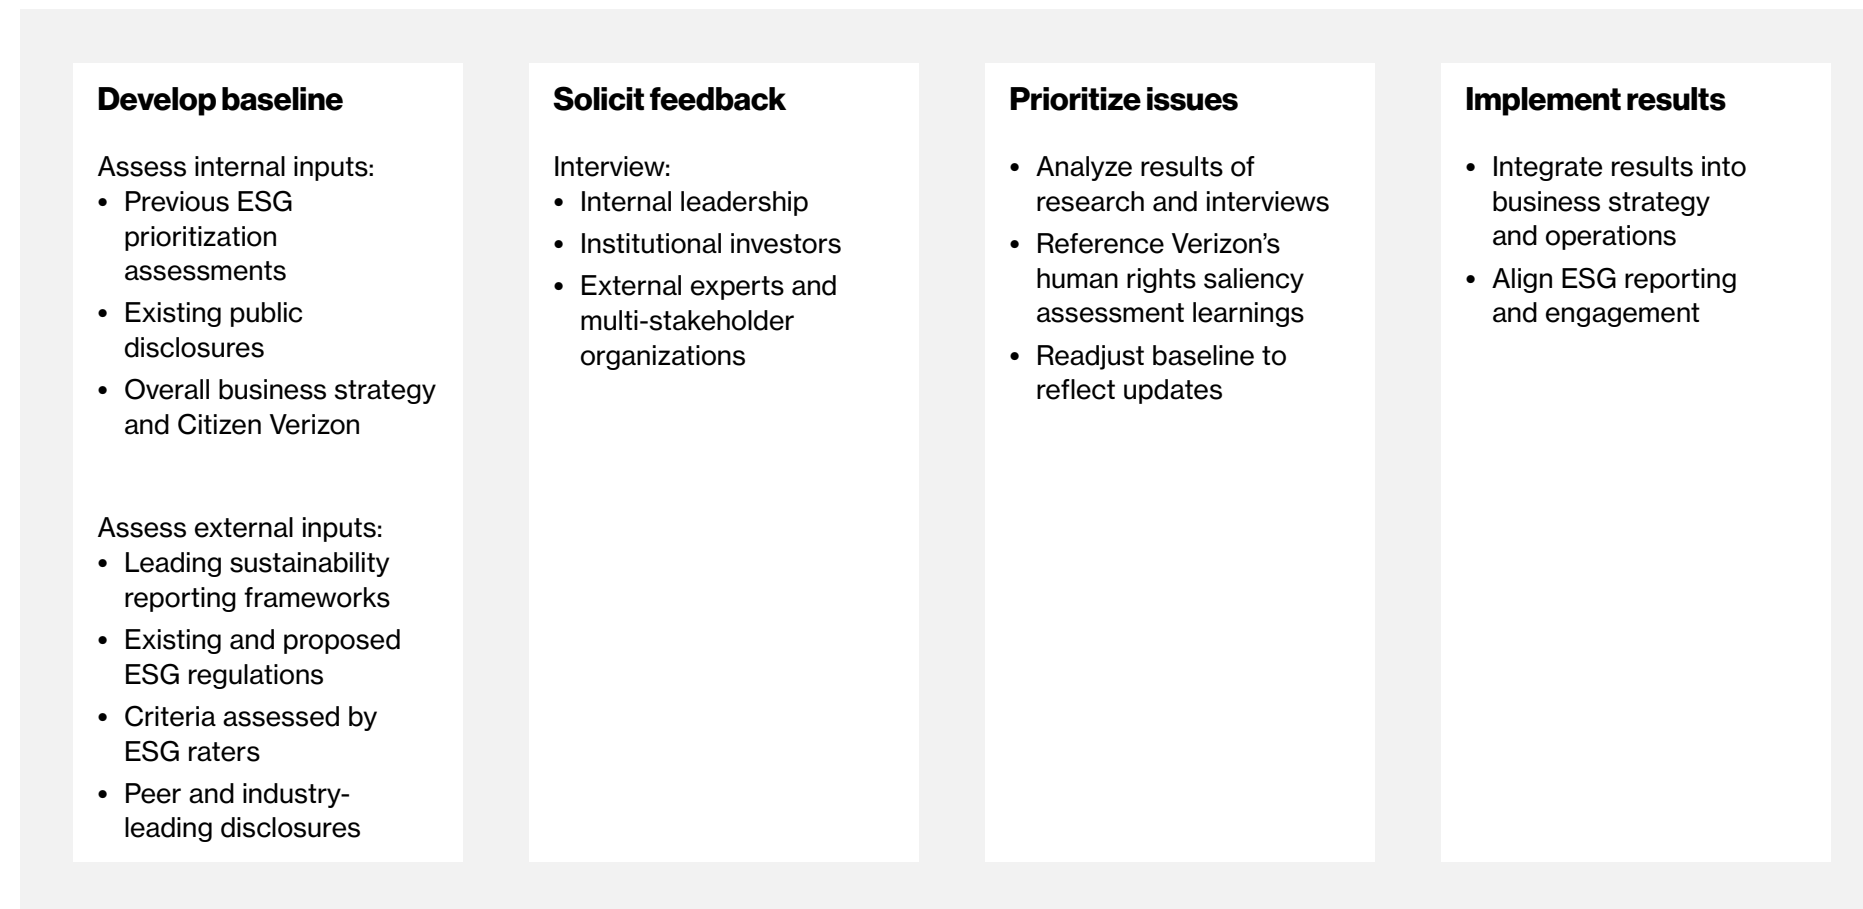 Develop baseline
Assess internal inputs:
• Previous ESG
prioritization
assessments
• Existing public
disclosures
• Overall business strategy
and Citizen Verizon
Assess external inputs:
• Leading sustainability
reporting frameworks
• Existing and proposed
ESG regulations
• Criteria assessed by
ESG raters
• Peer and industry-
leading disclosures
Solicit feedback
Interview:
• Internal leadership
• Institutional investors
• External experts and
multi-stakeholder
organizations
Prioritize issues
• Analyze results of
research and interviews
• Reference Verizon’s
human rights saliency
assessment learnings
• Readjust baseline to
reflect updates
Implement results
• Integrate results into
business strategy
and operations
• Align ESG reporting
and engagement